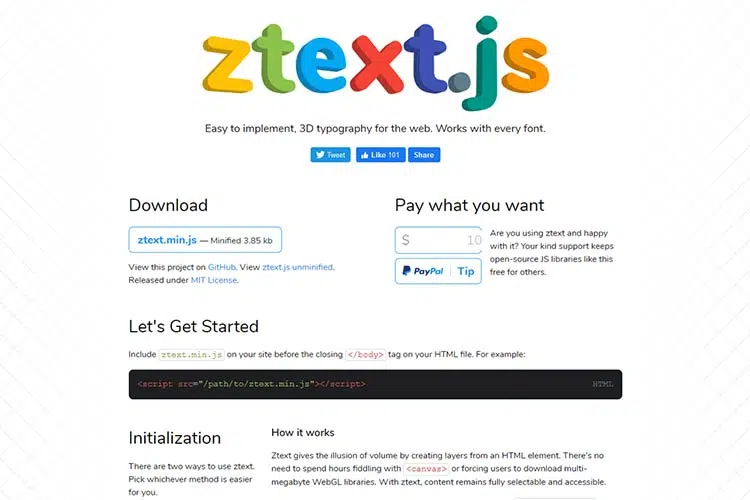 ztext.js
Easy to implement, 3D typography for the web. Works with every font.
Tweet
Like 101
Share
Download
ztext.min.js — Minified 3.85 kb
View this project on GitHub. View ztext.js unminified.
Released under MIT License.
Pay what you want
$ 10
PayPal Tip
Are you using ztext and happy
with it? Your kind support keeps
open-source JS libraries like this
free for others.
Let's Get Started
Include ztext.min.js on your site before the closing </body> tag on your HTML file. For example:
<script src="/path/to/ztext.min.js"></script>
HTML
Initialization
There are two ways to use ztext.
Pick whichever method is easier
for you.
How it works
Ztext gives the illusion of volume by creating layers from an HTML element. There's no
need to spend hours fiddling with <canvas> or forcing users to download multi-
megabyte WebGL libraries. With ztext, content remains fully selectable and accessible.